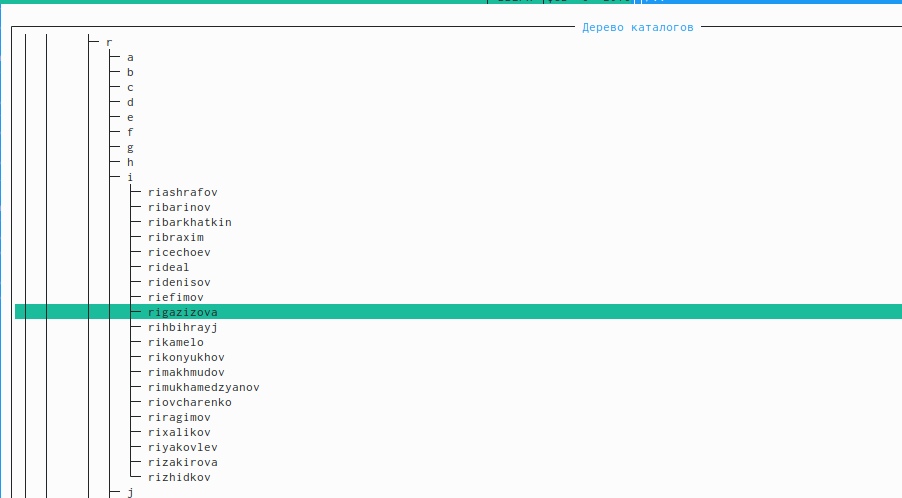 Дерево каталогов
r
a
b
c
d
e
f
g
h
i
riashrafov
ribarinov
ribarkhatkin
ribraxim
ricechoev
rideal
ridenisov
riefimov
rigazizova
rihbihrayj
rikamelo
rikonyukhov
rimakhmudov
rimukhamedzyanov
riovcharenko
riragimov
rixalikov
riyakovlev
rizakirova
rizhidkov
j